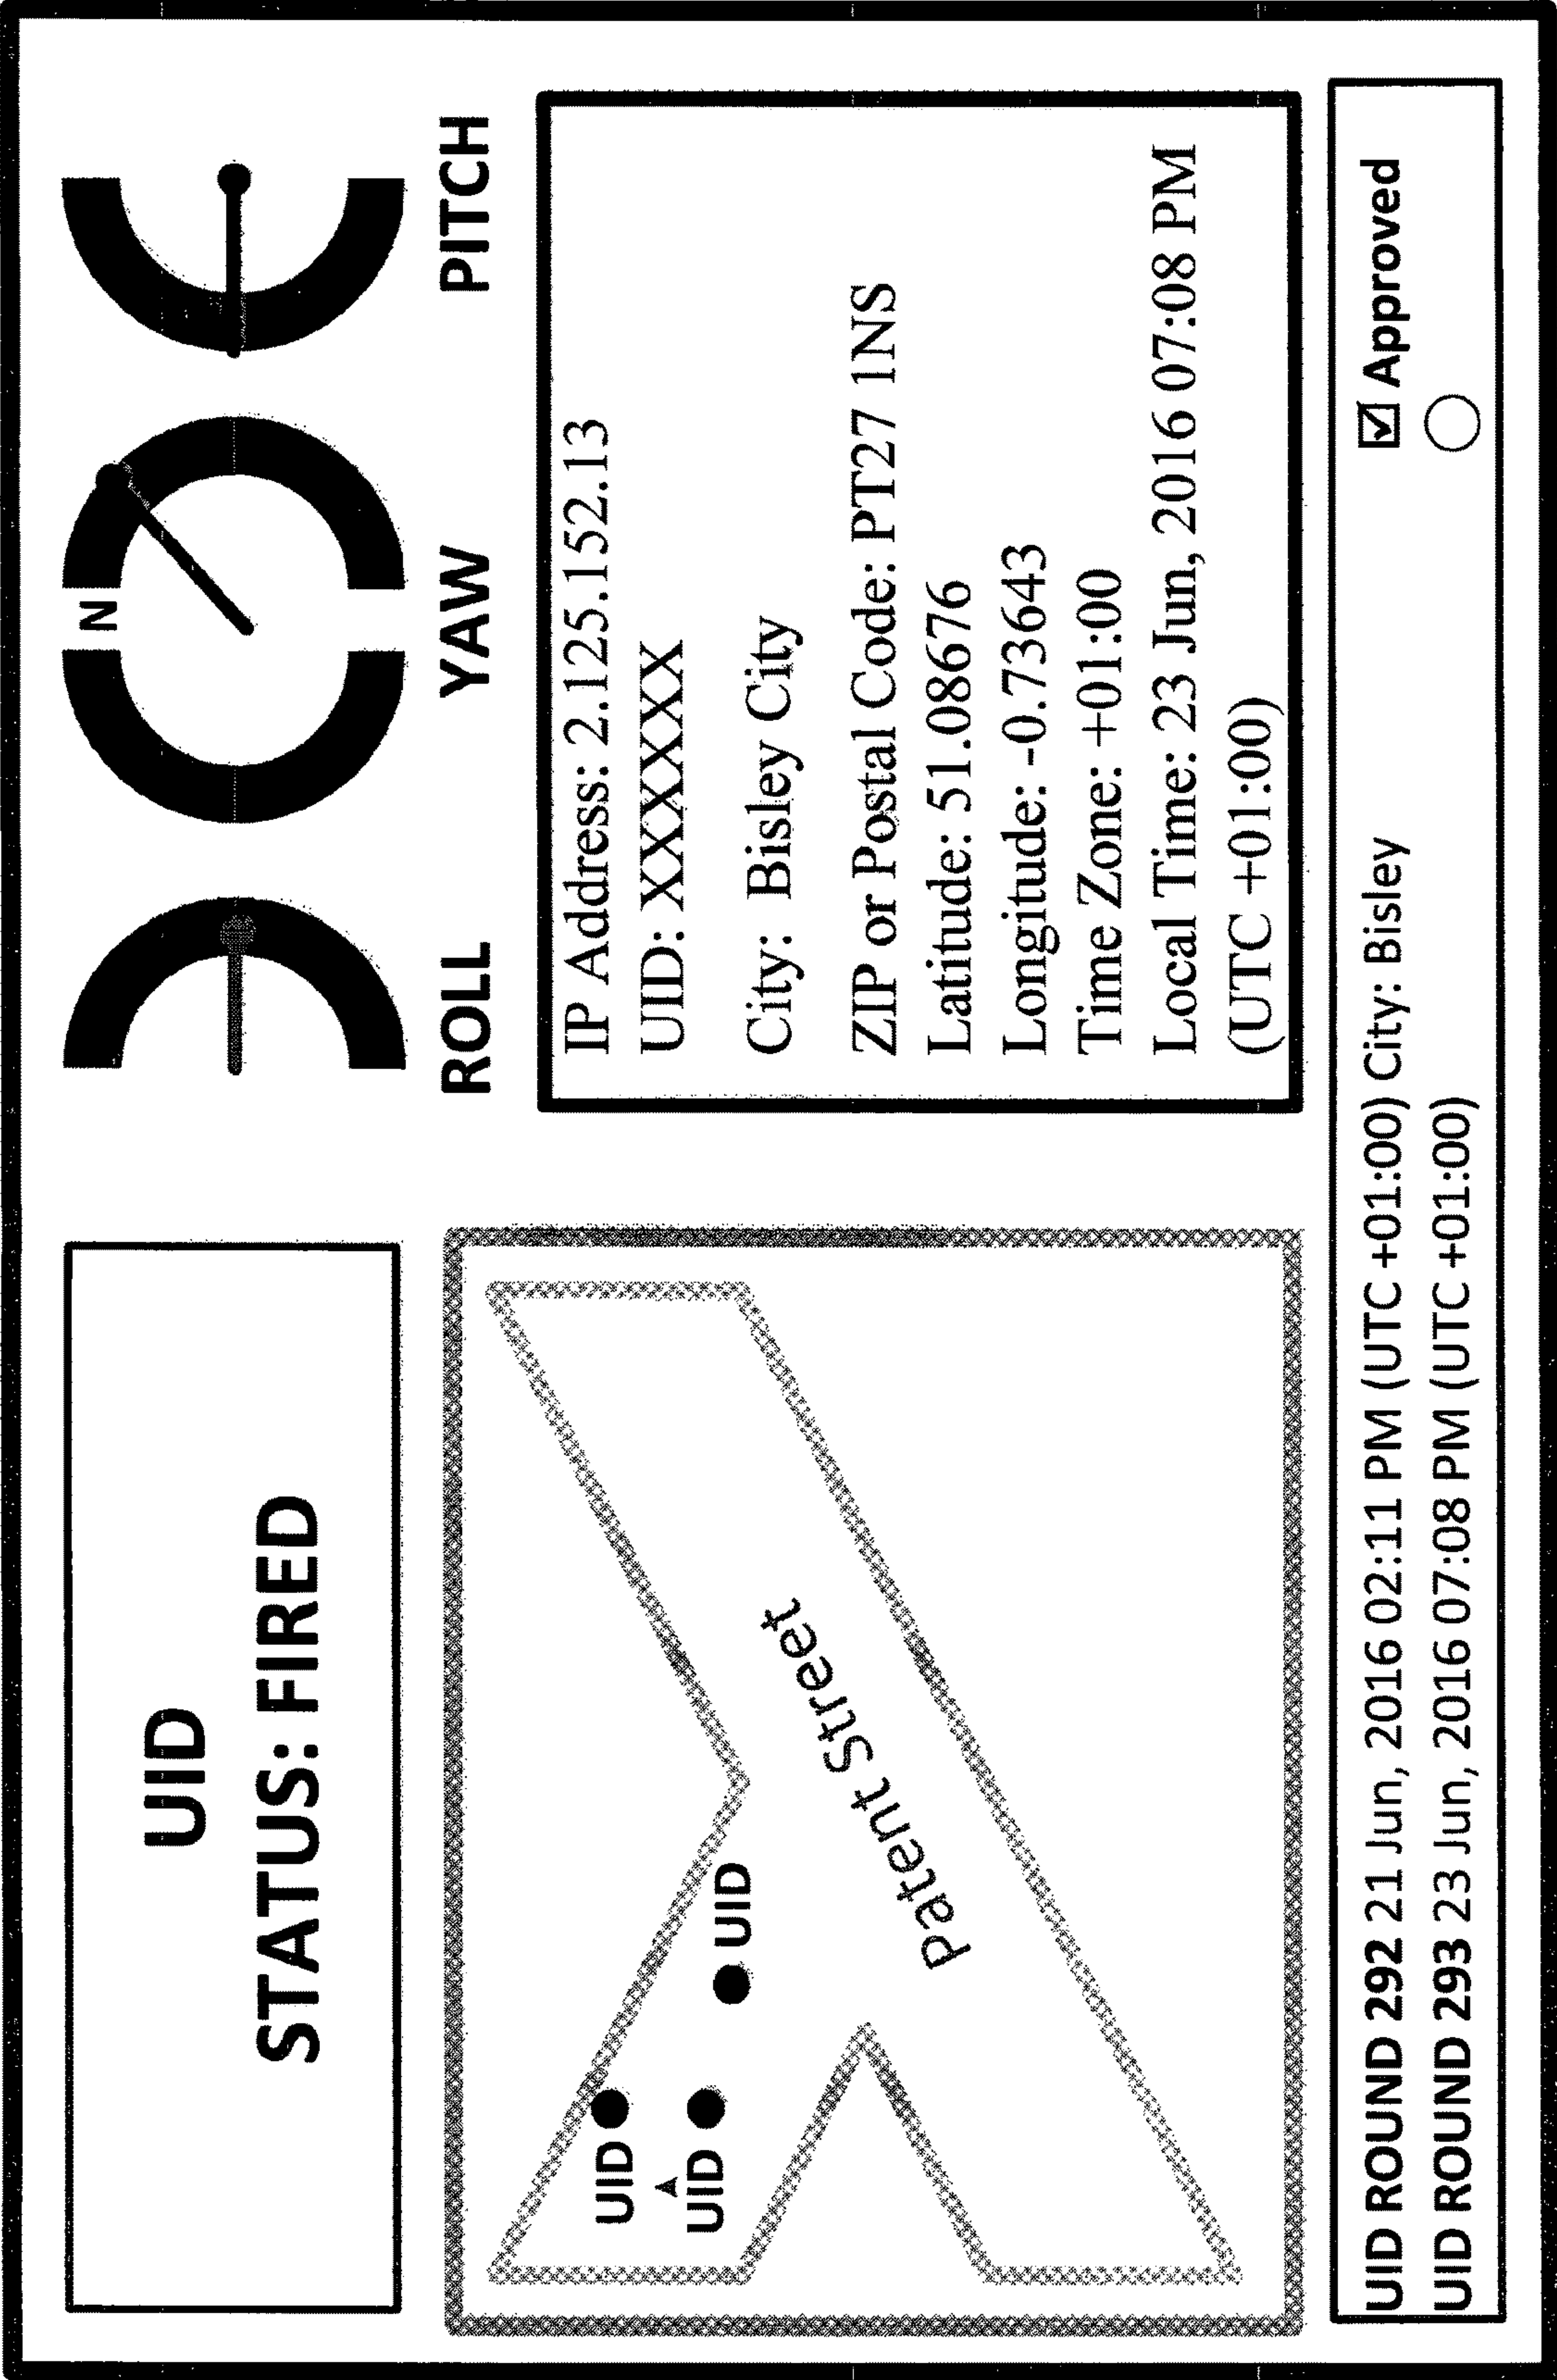 UID
STATUS: FIRED
N
ROLL
YAW
PITCH
UID
UID
UID
Patent Street
IP Address: 2.125.152.13
UID: XXXXXX
City: Bisley City
ZIP or Postal Code: PT27 1NS
Latitude: 51.08676
Longitude: -0.73643
Time Zone: +01:00
Local Time: 23 Jun, 2016 07:08 PM
(UTC +01:00)
UID ROUND 292 21 Jun, 2016 02:11 PM (UTC +01:00) City: Bisley ☑ Approved
UID ROUND 293 23 Jun, 2016 07:08 PM (UTC +01:00)